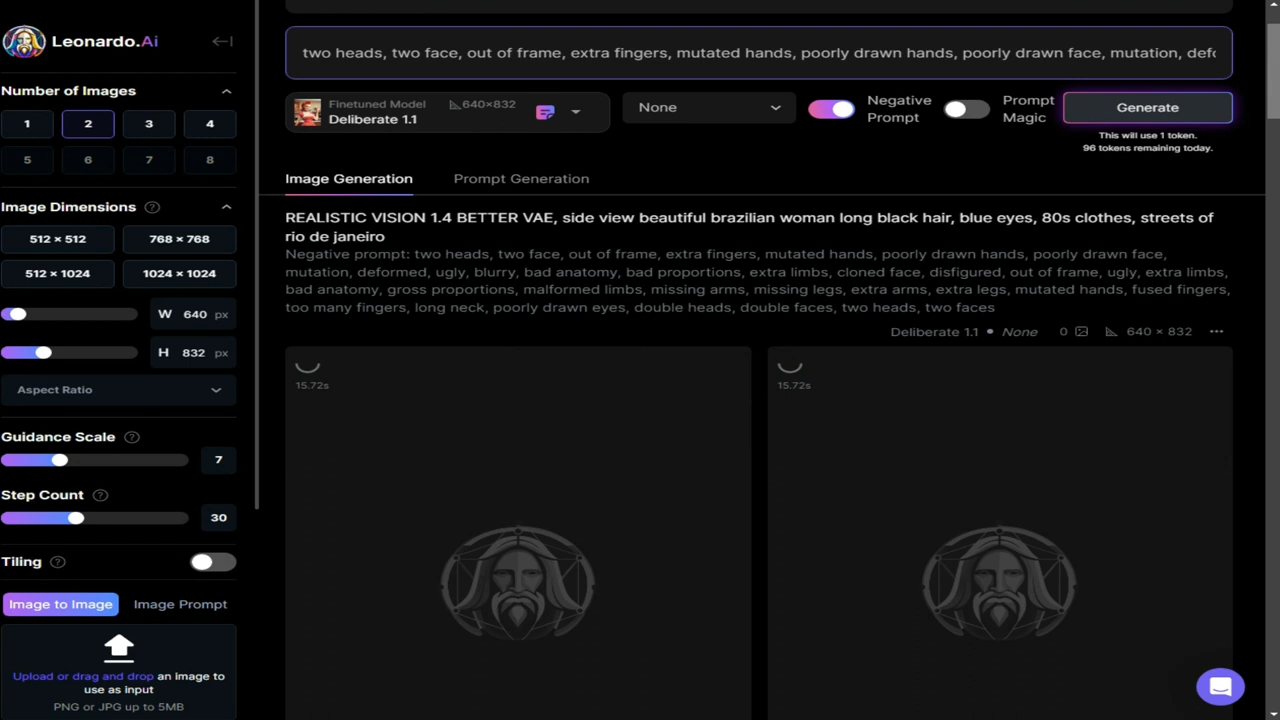 Leonardo.Ai
Number of Images
1
2
3
4
5
6
7
8
Image Dimensions
512 × 512
768 × 768
512 × 1024
1024 × 1024
W 640 px
H 832 px
Aspect Ratio
Guidance Scale
7
Step Count
30
Tiling
Image to Image
Image Prompt
Upload or drag and drop an image to
use as input
PNG or JPG up to 5MB
two heads, two face, out of frame, extra fingers, mutated hands, poorly drawn hands, poorly drawn face, mutation, defo
Finetuned Model
640×832
Deliberate 1.1
None
Negative
Prompt
Prompt
Magic
Generate
This will use 1 token.
96 tokens remaining today.
Image Generation
Prompt Generation
REALISTIC VISION 1.4 BETTER VAE, side view beautiful brazilian woman long black hair, blue eyes, 80s clothes, streets of
rio de janeiro
Negative prompt: two heads, two face, out of frame, extra fingers, mutated hands, poorly drawn hands, poorly drawn face,
mutation, deformed, ugly, blurry, bad anatomy, bad proportions, extra limbs, cloned face, disfigured, out of frame, ugly, extra limbs,
bad anatomy, gross proportions, malformed limbs, missing arms, missing legs, extra arms, extra legs, mutated hands, fused fingers,
too many fingers, long neck, poorly drawn eyes, double heads, double faces, two heads, two faces
Deliberate 1.1 • None 0 640 × 832
15.72s
15.72s